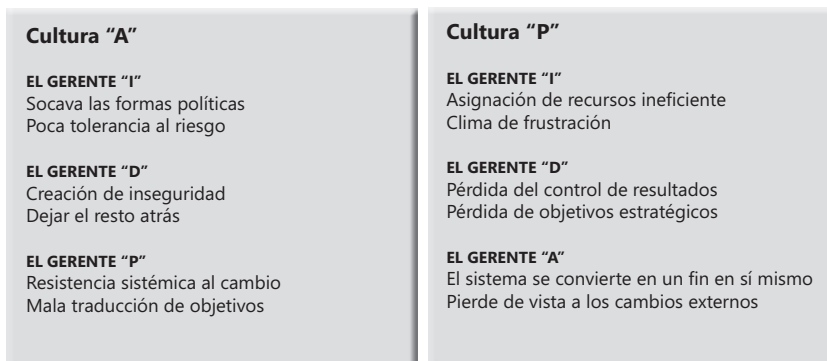 Cultura “A”
EL GERENTE “I”
Socava las formas políticas
Poca tolerancia al riesgo
EL GERENTE “D”
Creación de inseguridad
Dejar el resto atrás
EL GERENTE “P”
Resistencia sistémica al cambio
Mala traducción de objetivos
Cultura “P”
EL GERENTE “I”
Asignación de recursos ineficiente
Clima de frustración
EL GERENTE “D”
Pérdida del control de resultados
Pérdida de objetivos estratégicos
EL GERENTE “A”
El sistema se convierte en un fin en sí mismo
Pierde de vista a los cambios externos